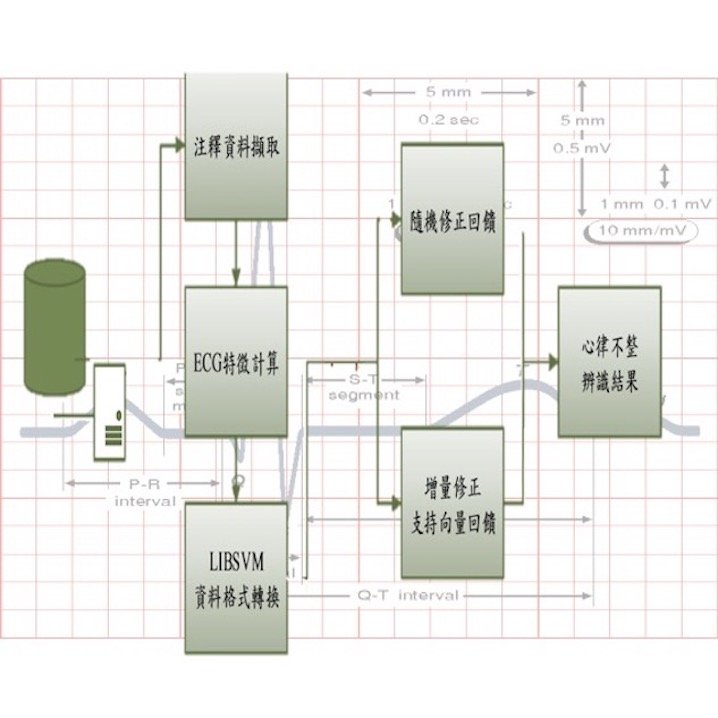 5 mm
0.2 sec
5 mm
0.5 mV
1 mm 0.1 mV
10 mm/mV
注釋資料擷取
隨機修正回饋
ECG特徵計算
心律不整
辨識結果
S-T
segment
P-R
interval
Q
增量修正
支持向量回饋
LIBSVM
資料格式轉換
Q-T interval